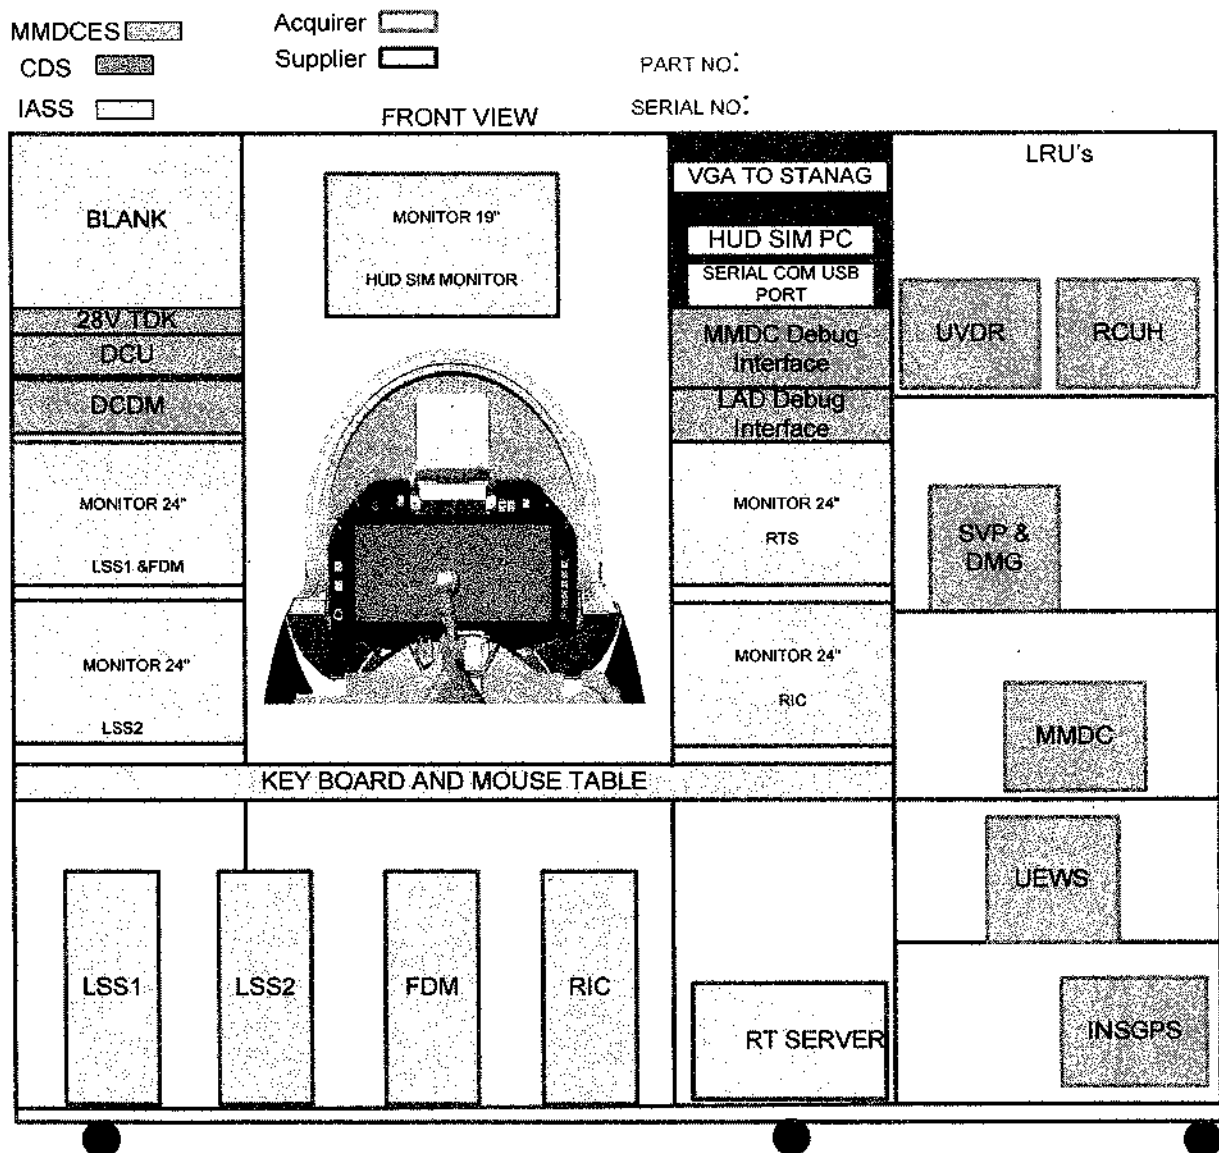 MMDCES
CDS
IASS
Acquirer
Supplier
PART NO:
SERIAL NO:
FRONT VIEW
BLANK
28V TDK
DCU
DCDM
MONITOR 24"
LSS1 &FDM
MONITOR 24"
LSS2
MONITOR 19"
HUD SIM MONITOR
VGA TO STANAG
HUD SIM PC
SERIAL COM USB
PORT
MMDC Debug
Interface
LAD Debug
Interface
MONITOR 24"
RTS
MONITOR 24"
RIC
LRU's
UVDR
RCUH
SVP &
DMG
MMDC
UEWS
INSGPS
KEY BOARD AND MOUSE TABLE
LSS1
LSS2
FDM
RIC
RT SERVER